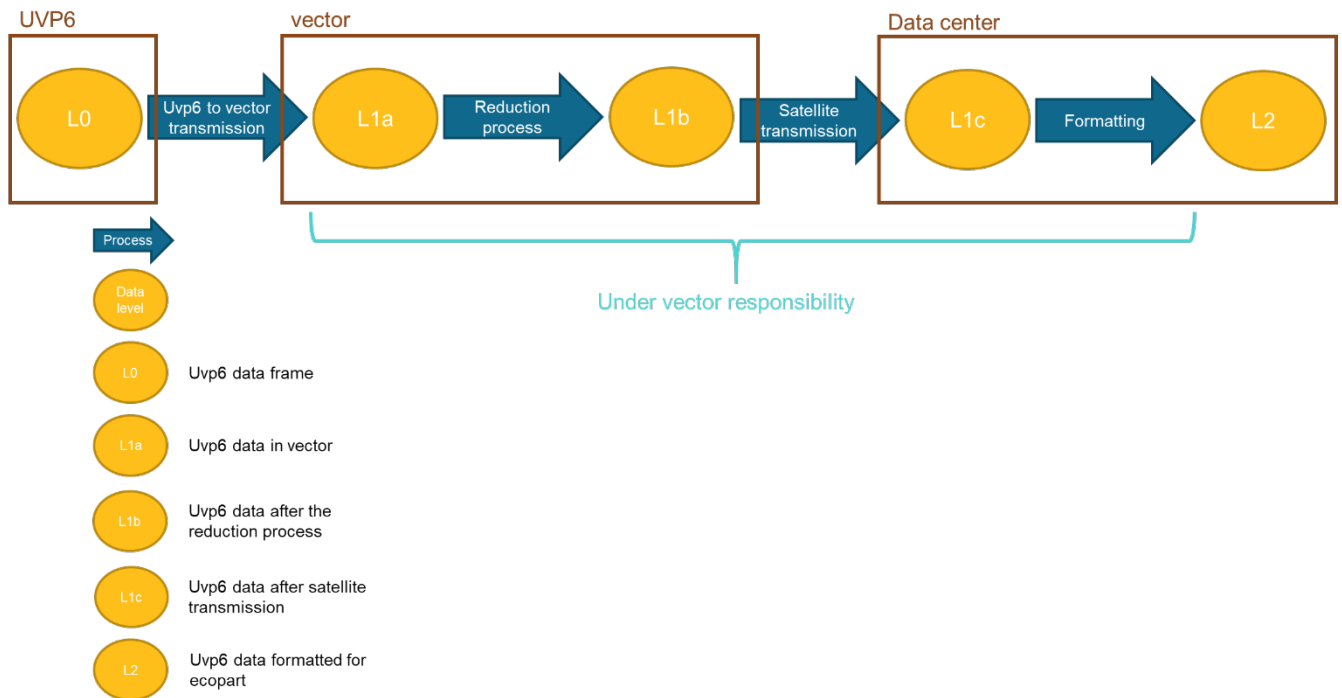 UVP6
vector
Data center
L0
Uvp6 to vector
transmission
L1a
Reduction
process
L1b
Satellite
transmission
L1c
Formatting
L2
Process
Under vector responsibility
Data
level
L0
Uvp6 data frame
L1a
Uvp6 data in vector
L1b
Uvp6 data after the
reduction process
L1c
Uvp6 data after satellite
transmission
L2
Uvp6 data formatted for
ecopart